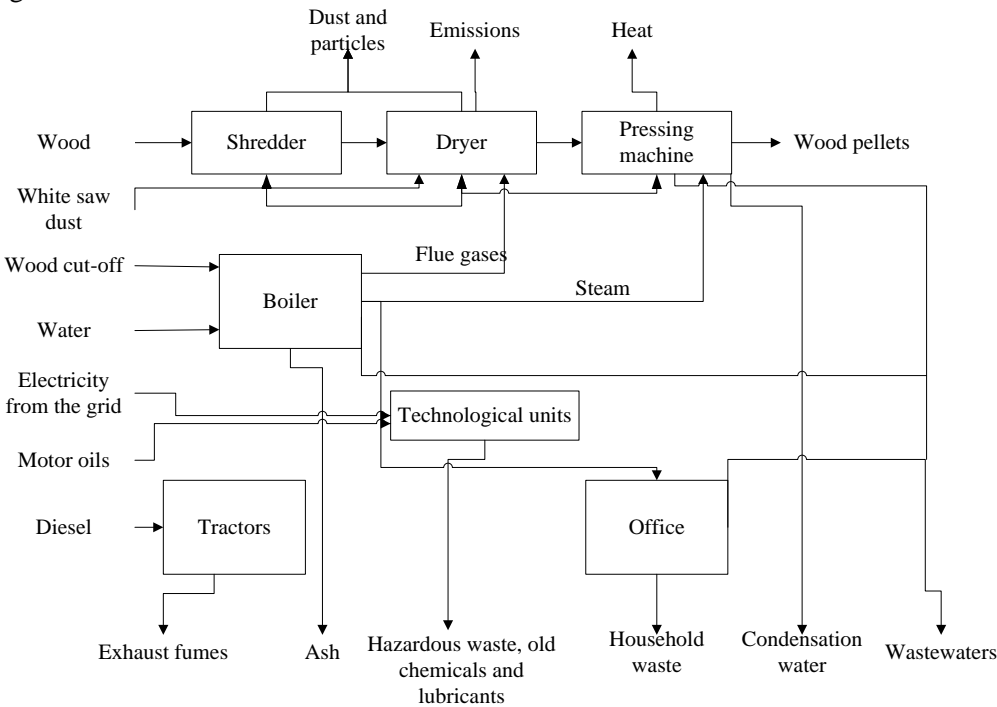 Dust and
particles
Emissions
Heat
Wood
Shredder
Dryer
Pressing
machine
Wood pellets
White saw
dust
Wood cut-off
Flue gases
Boiler
Steam
Water
Electricity
from the grid
Technological units
Motor oils
Diesel
Tractors
Office
Exhaust fumes
Ash
Hazardous waste, old
chemicals and
lubricants
Household
waste
Condensation
water
Wastewaters